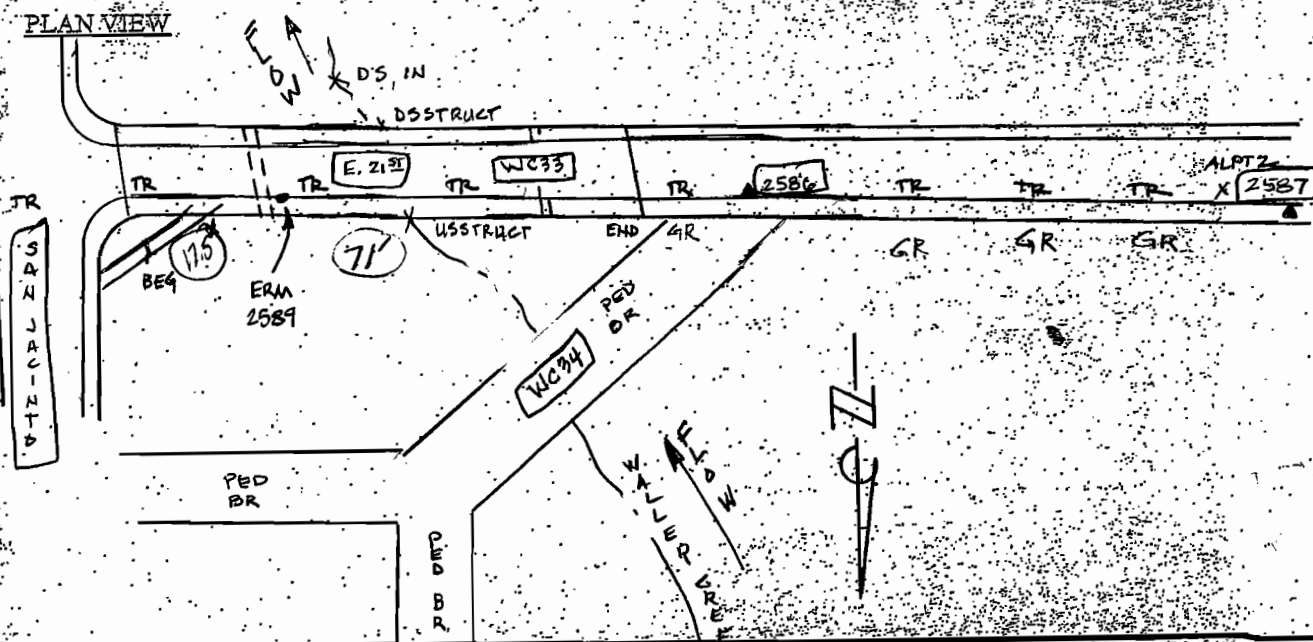 PLAN VIEW
FLOW
D'S, IN
DSSTRUCT
E. 21ST
WC33
TR
TR
TR
TR
TR
2586
TR
TR
TR
ALPT2
X
2587
USSTRUCT
END
GR
GR
GR
GR
SAN JACINTO
BEG
17.5'
ERM
2589
71'
PED
BR
WC34
PED
BR
PED BR
FLOW
WALLER CREE
N